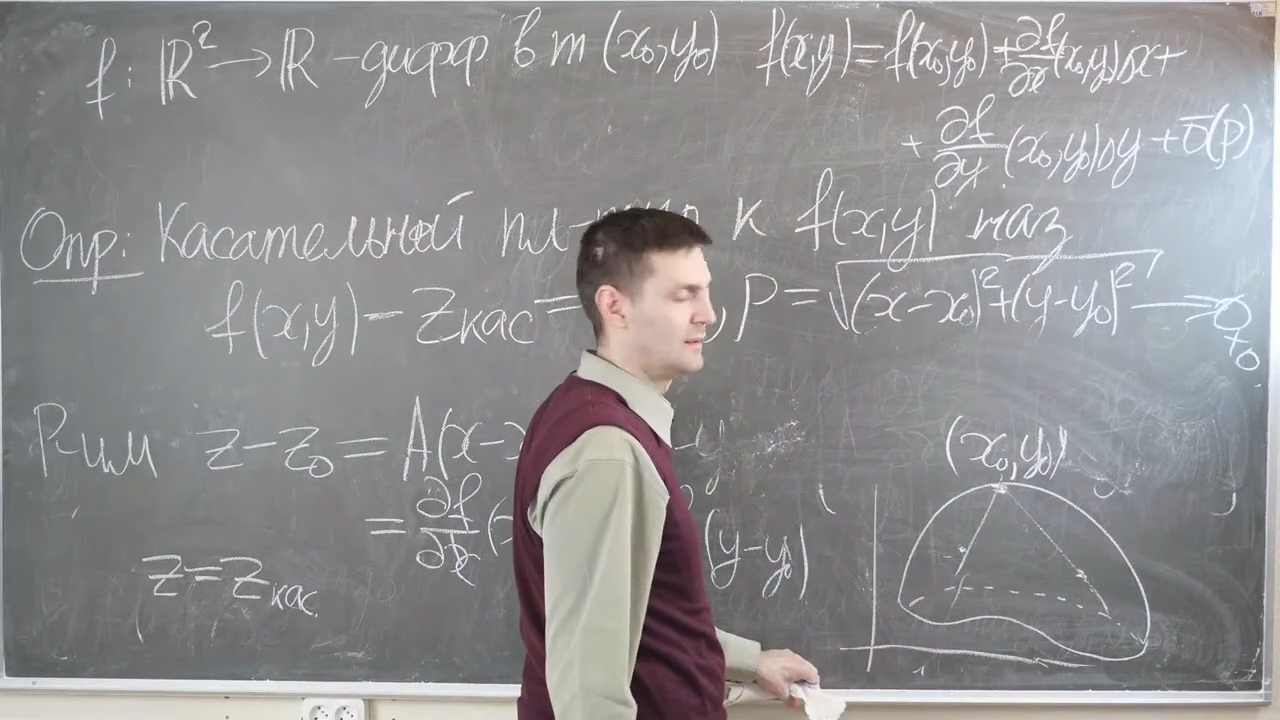 f: ℝ² → ℝ – дифф в т (x₀,y₀) f(x,y) = f(x₀,y₀) + ∂f/∂x (x₀,y₀)Δx +
+ ∂f/∂y (x₀,y₀)Δy + ō(ρ)
Опр: Касательной к f(x,y) наз
f(x,y) – Zкас = ρ = √((x–x₀)²+(y–y₀)²) → +0
Р-им z–z₀ = A(x–
= ∂f/∂x (y–y₀)
z = zкас
(x₀,y₀)